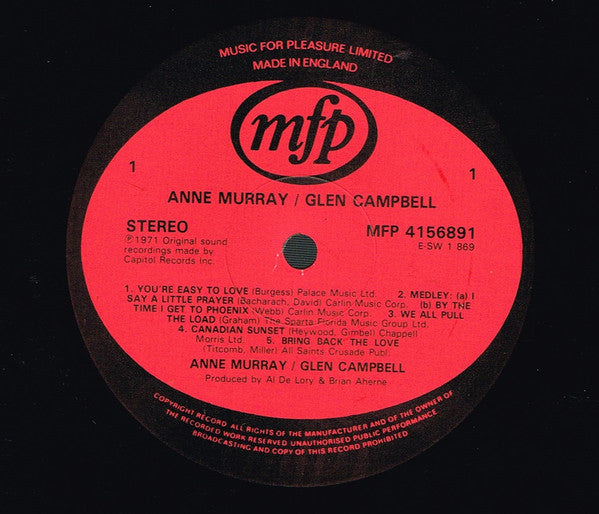 MUSIC FOR PLEASURE LIMITED
MADE IN ENGLAND
mfp
1
1
ANNE MURRAY / GLEN CAMPBELL
STEREO
MFP 4156891
℗1971 Original sound
recordings made by
Capitol Records Inc.
E-SW 1 869
1. YOU'RE EASY TO LOVE (Burgess) Palace Music Ltd. 2. MEDLEY: (a) I
SAY A LITTLE PRAYER (Bacharach, David) Carlin Music Corp. (b) BY THE
TIME I GET TO PHOENIX (Webb) Carlin Music Corp. 3. WE ALL PULL
THE LOAD (Graham) The Sparta Florida Music Group Ltd.
4. CANADIAN SUNSET (Heywood, Gimbel) Chappell
Morris Ltd. 5. BRING BACK THE LOVE
(Titcomb, Miller) All Saints Crusade Publ.
ANNE MURRAY / GLEN CAMPBELL
Produced by Al De Lory & Brian Aherne
COPYRIGHT RECORD ALL RIGHTS OF THE MANUFACTURER AND OF THE OWNER OF
THE RECORDED WORK RESERVED UNAUTHORISED PUBLIC PERFORMANCE
BROADCASTING AND COPY OF THIS RECORD PROHIBITED